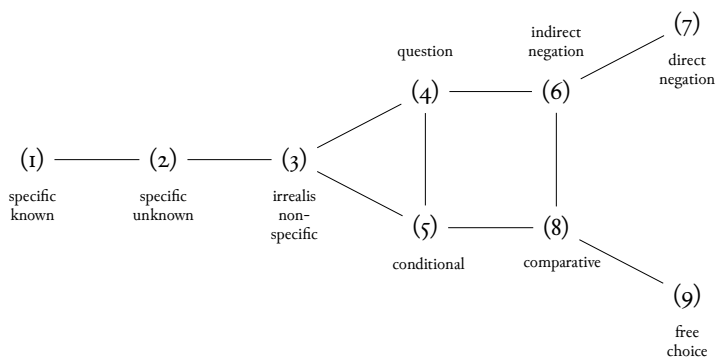 (7)
indirect
negation
direct
negation
question
(4)
(6)
(1)
(2)
(3)
specific
known
specific
unknown
irrealis
non-
specific
(5)
(8)
conditional
comparative
(9)
free
choice